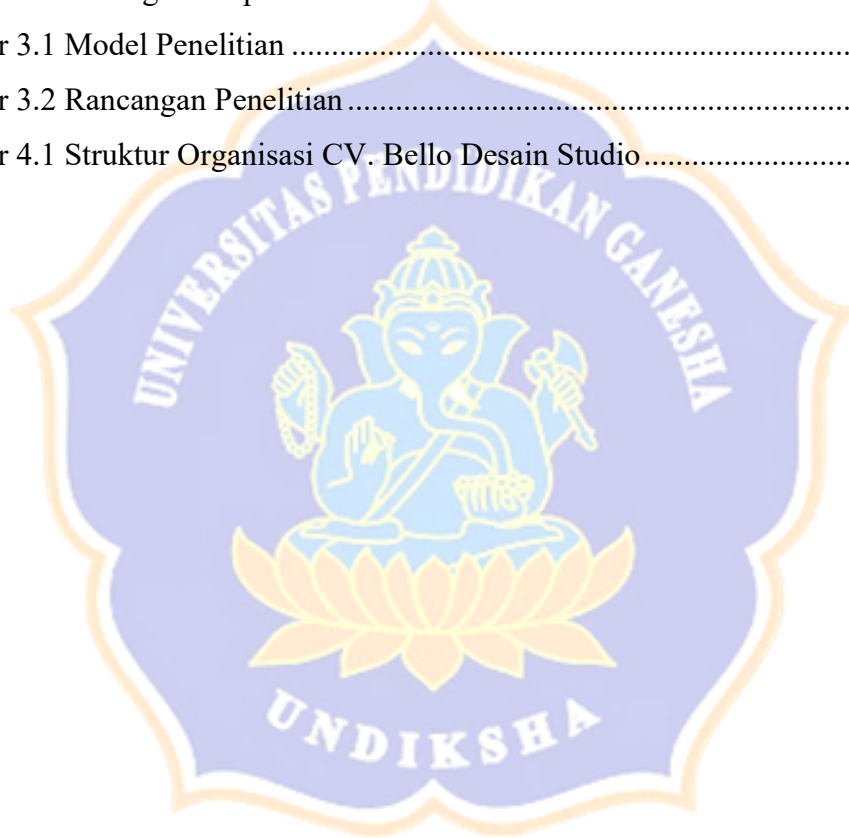 r 3.1 Model Penelitian ....................................................................
r 3.2 Rancangan Penelitian ..............................................................
r 4.1 Struktur Organisasi CV. Bello Desain Studio ..........................
UNIVERSITAS PENDIDIKAN GANESHA
UNDIKSHA